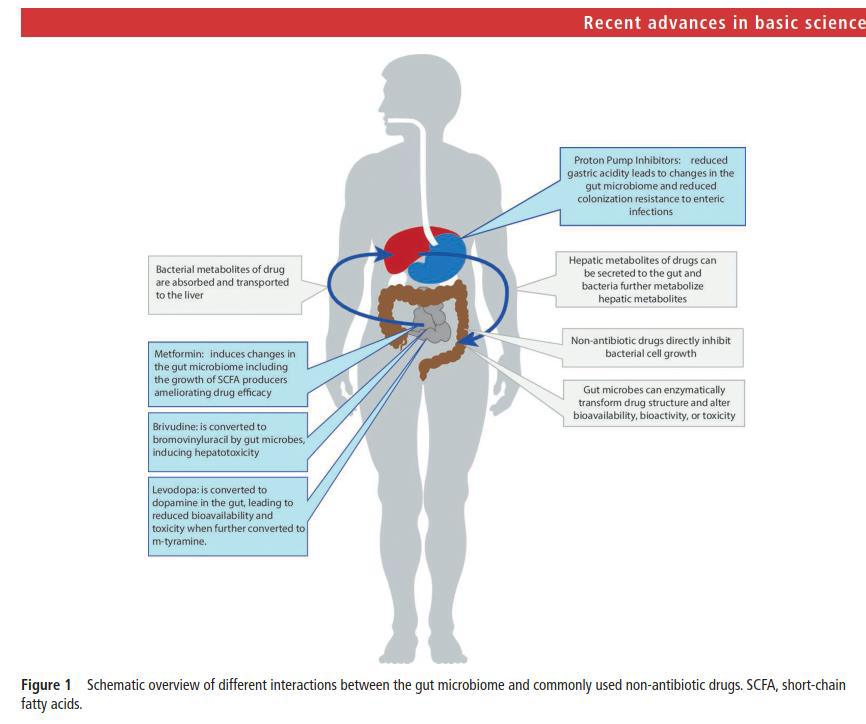 Recent advances in basic science
Proton Pump Inhibitors: reduced
gastric acidity leads to changes in the
gut microbiome and reduced
colonization resistance to enteric
infections
Bacterial metabolites of drug
are absorbed and transported
to the liver
Hepatic metabolites of drugs can
be secreted to the gut and
bacteria further metabolize
hepatic metabolites
Metformin: induces changes in
the gut microbiome including
the growth of SCFA producers
ameliorating drug efficacy
Non-antibiotic drugs directly inhibit
bacterial cell growth
Gut microbes can enzymatically
transform drug structure and alter
bioavailability, bioactivity, or toxicity
Brivudine: is converted to
bromovinyluracil by gut microbes,
inducing hepatotoxicity
Levodopa: is converted to
dopamine in the gut, leading to
reduced bioavailability and
toxicity when further converted to
m-tyramine.
Figure 1 Schematic overview of different interactions between the gut microbiome and commonly used non-antibiotic drugs. SCFA, short-chain
fatty acids.